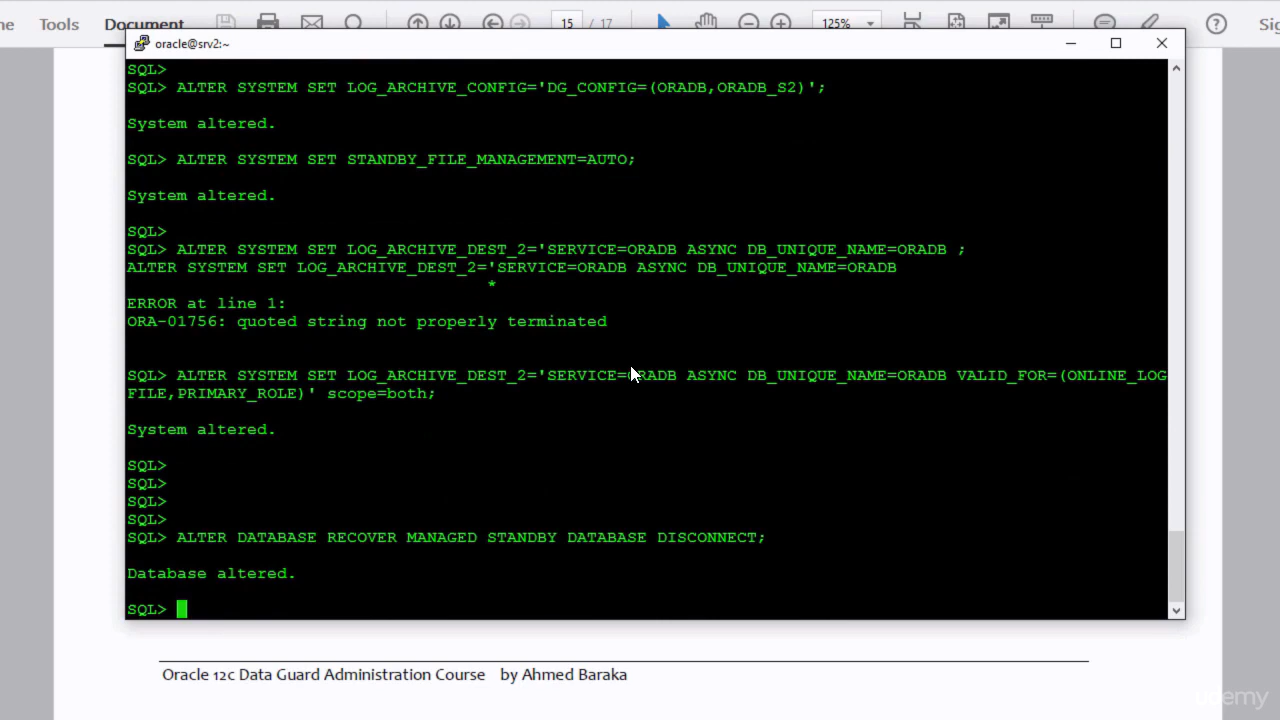 ne Tools Document 15 / 17 125% Sig
oracle@srv2:~
SQL>
SQL> ALTER SYSTEM SET LOG_ARCHIVE_CONFIG='DG_CONFIG=(ORADB,ORADB_S2)';
System altered.
SQL> ALTER SYSTEM SET STANDBY_FILE_MANAGEMENT=AUTO;
System altered.
SQL>
SQL> ALTER SYSTEM SET LOG_ARCHIVE_DEST_2='SERVICE=ORADB ASYNC DB_UNIQUE_NAME=ORADB ;
ALTER SYSTEM SET LOG_ARCHIVE_DEST_2='SERVICE=ORADB ASYNC DB_UNIQUE_NAME=ORADB
*
ERROR at line 1:
ORA-01756: quoted string not properly terminated
SQL> ALTER SYSTEM SET LOG_ARCHIVE_DEST_2='SERVICE=ORADB ASYNC DB_UNIQUE_NAME=ORADB VALID_FOR=(ONLINE_LOG
FILE,PRIMARY_ROLE)' scope=both;
System altered.
SQL>
SQL>
SQL>
SQL>
SQL> ALTER DATABASE RECOVER MANAGED STANDBY DATABASE DISCONNECT;
Database altered.
SQL>
Oracle 12c Data Guard Administration Course by Ahmed Baraka
udemy